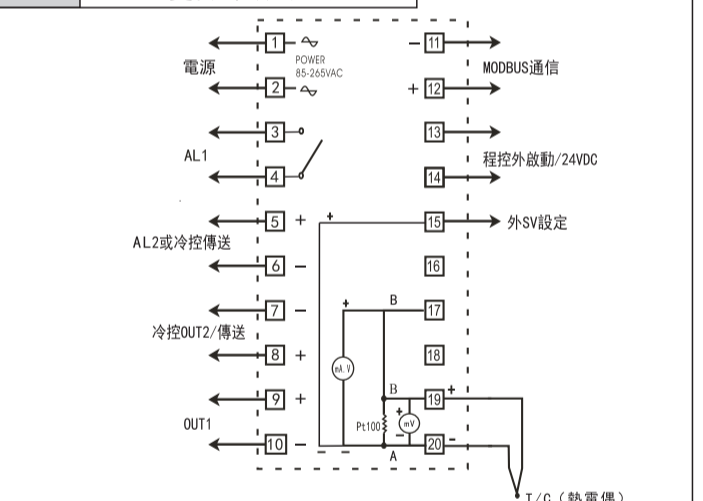 1
POWER
85-265VAC
電源
2
AL1
3
4
5 +
AL2或冷控傳送
6 −
7 −
冷控OUT2/傳送
8 +
9 +
OUT1
10 −
+
− −
+
mA.V
B
B
Pt100
+
mV
−
A
− 11
MODBUS通信
+ 12
13
程控外啟動/24VDC
14
15
外SV設定
16
17
18
19 +
20 -
T/C(熱電偶)